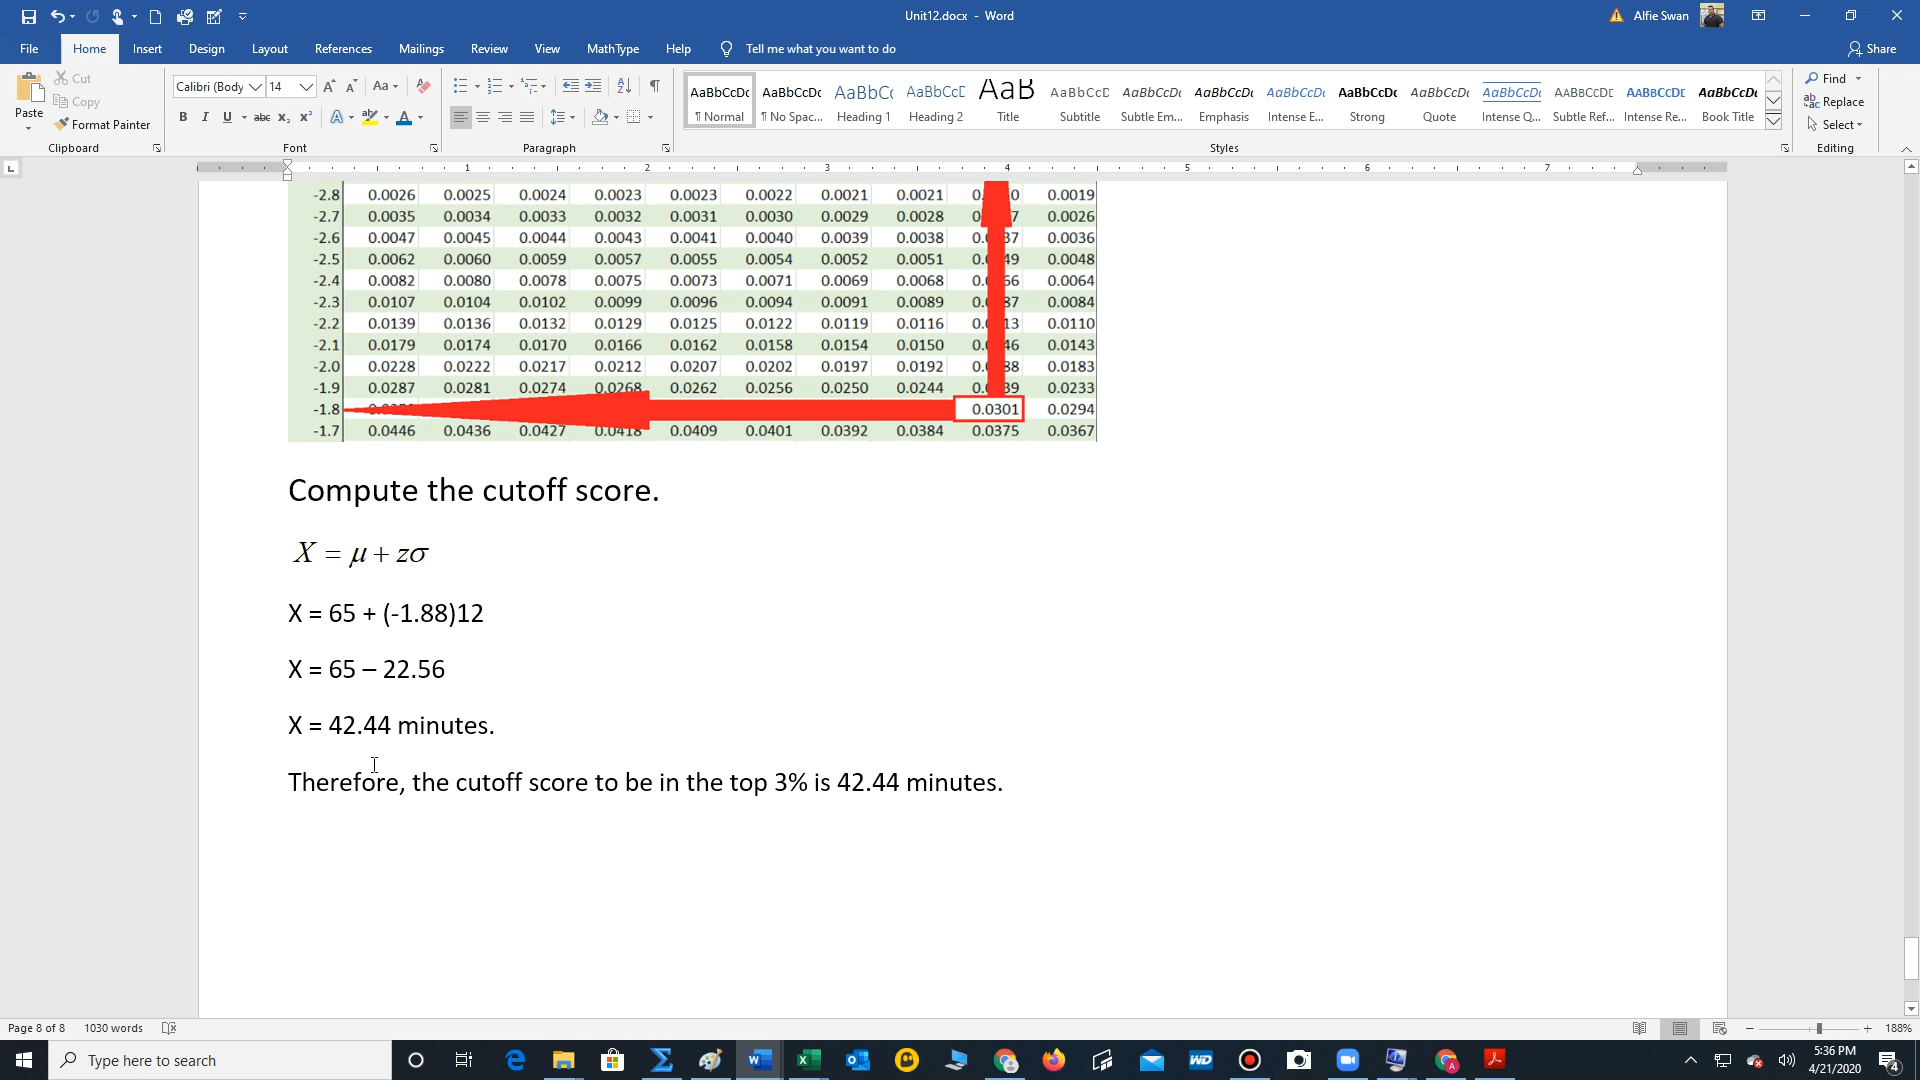 Unit12.docx - Word
Alfie Swan
File Home Insert Design Layout References Mailings Review View MathType Help Tell me what you want to do Share
Paste
Cut
Copy
Format Painter
Calibri (Body 14
Aa
B I U abc X₂ X²
AaBbCcDc AaBbCcDc AaBbCc AaBbCcE AaB AaBbCcD AaBbCcDc AaBbCcDc AaBbCcDc AaBbCcDc AaBbCcDc AaBbCcDc AABBCCDE AABBCCDE AaBbCcDc
¶ Normal ¶ No Spac... Heading 1 Heading 2 Title Subtitle Subtle Em... Emphasis Intense E... Strong Quote Intense Q... Subtle Ref... Intense Re... Book Title
Find
Replace
Select
Clipboard Font Paragraph Styles Editing
1 2 3 4 5 6 7
-2.8 0.0026 0.0025 0.0024 0.0023 0.0023 0.0022 0.0021 0.0021 0.0019
-2.7 0.0035 0.0034 0.0033 0.0032 0.0031 0.0030 0.0029 0.0028 0.0026
-2.6 0.0047 0.0045 0.0044 0.0043 0.0041 0.0040 0.0039 0.0038 0.0036
-2.5 0.0062 0.0060 0.0059 0.0057 0.0055 0.0054 0.0052 0.0051 0.0048
-2.4 0.0082 0.0080 0.0078 0.0075 0.0073 0.0071 0.0069 0.0068 0.0064
-2.3 0.0107 0.0104 0.0102 0.0099 0.0096 0.0094 0.0091 0.0089 0.0084
-2.2 0.0139 0.0136 0.0132 0.0129 0.0125 0.0122 0.0119 0.0116 0.0110
-2.1 0.0179 0.0174 0.0170 0.0166 0.0162 0.0158 0.0154 0.0150 0.0143
-2.0 0.0228 0.0222 0.0217 0.0212 0.0207 0.0202 0.0197 0.0192 0.0183
-1.9 0.0287 0.0281 0.0274 0.0268 0.0262 0.0256 0.0250 0.0244 0.0233
-1.8 0.0301 0.0294
-1.7 0.0446 0.0436 0.0427 0.0418 0.0409 0.0401 0.0392 0.0384 0.0375 0.0367
Compute the cutoff score.
X = μ + zσ
X = 65 + (-1.88)12
X = 65 – 22.56
X = 42.44 minutes.
Therefore, the cutoff score to be in the top 3% is 42.44 minutes.
Page 8 of 8 1030 words 188%
Type here to search
5:36 PM
4/21/2020
4